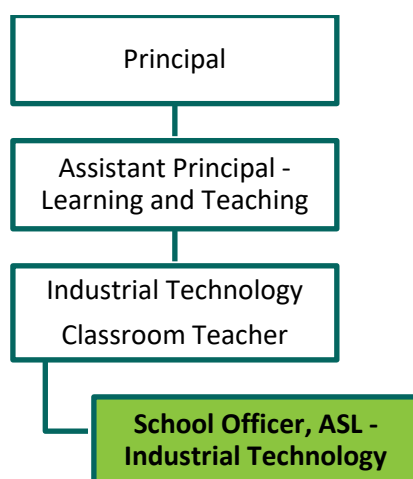 Principal
Assistant Principal -
Learning and Teaching
Industrial Technology
Classroom Teacher
School Officer, ASL -
Industrial Technology